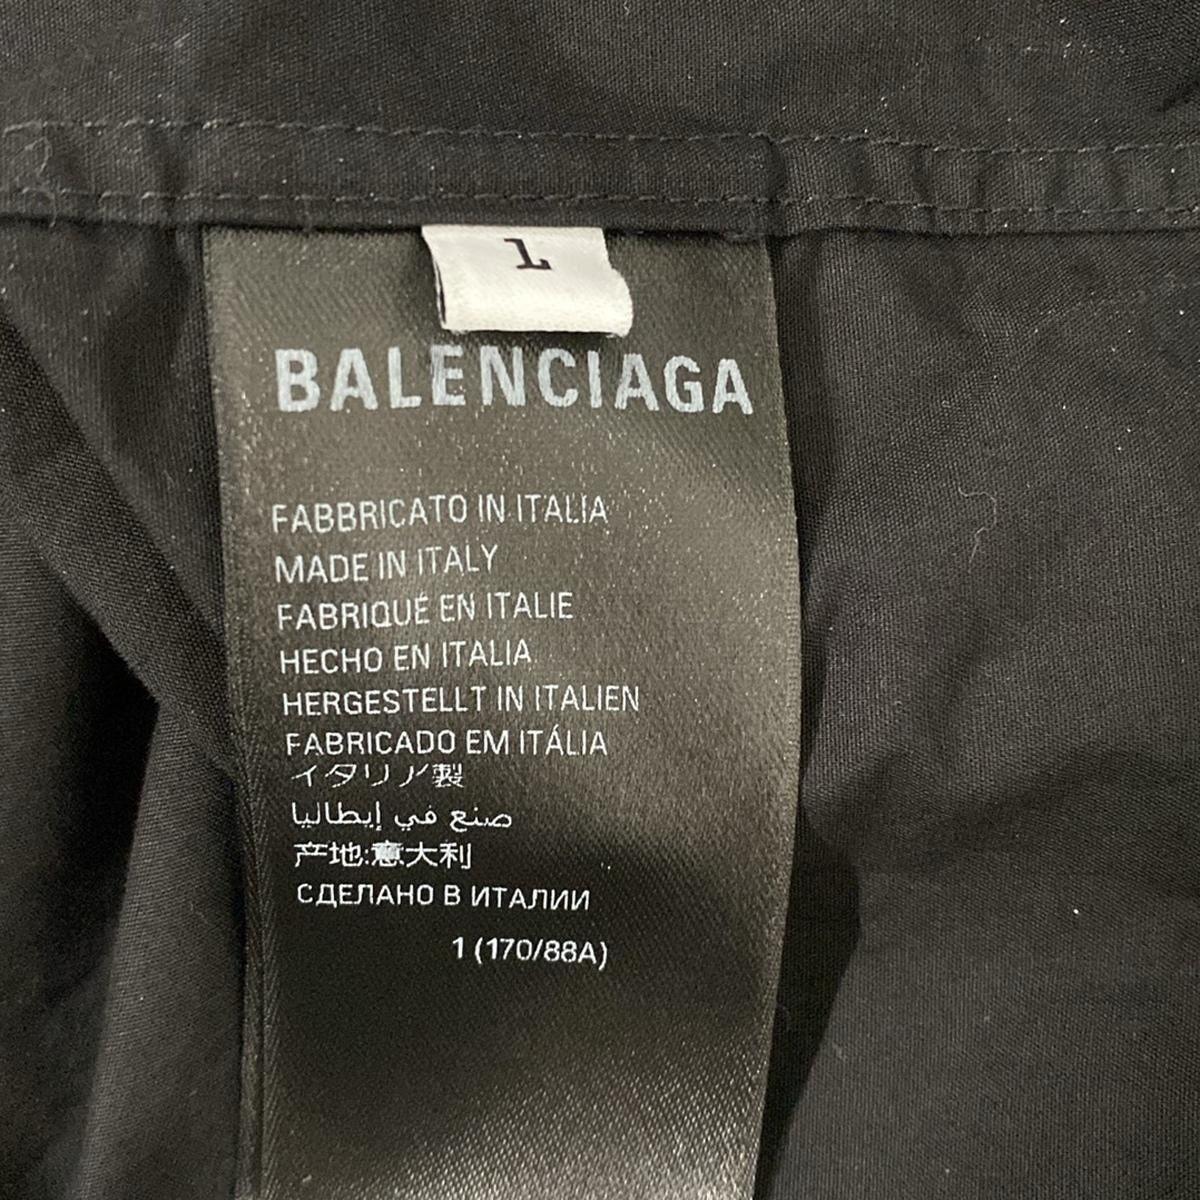 1
BALENCIAGA
FABBRICATO IN ITALIA
MADE IN ITALY
FABRIQUÉ EN ITALIE
HECHO EN ITALIA
HERGESTELLT IN ITALIEN
FABRICADO EM ITÁLIA
イタリア製
صنع في إيطاليا
产地:意大利
СДЕЛАНО В ИТАЛИИ
1 (170/88A)